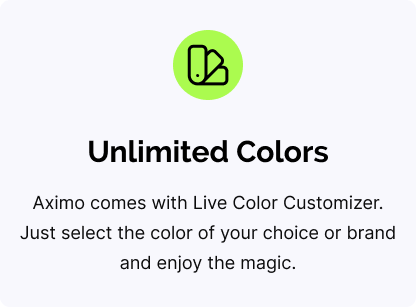 Unlimited Colors
Aximo comes with Live Color Customizer.
Just select the color of your choice or brand
and enjoy the magic.